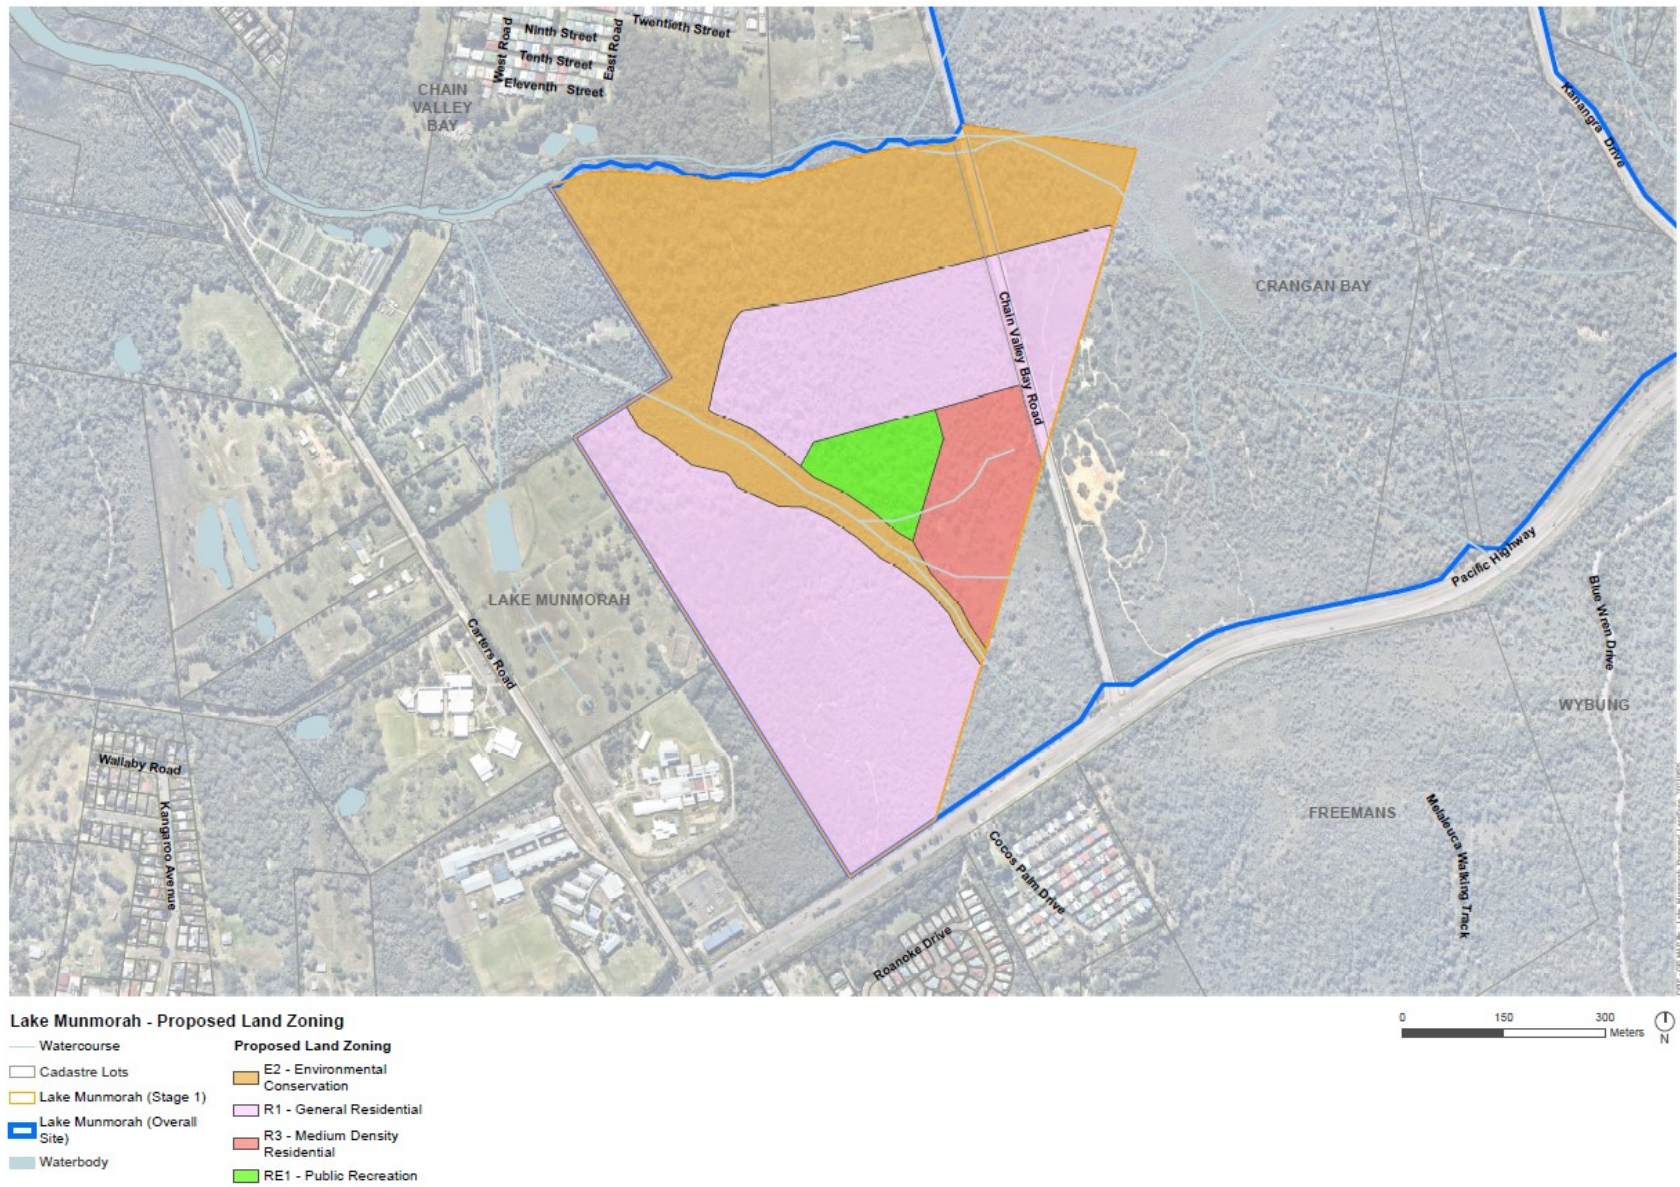 Twentieth Street
Ninth Street
West Road
East Road
Tenth Street
Eleventh Street
CHAIN
VALLEY
BAY
Kanangra Drive
CRANGAN BAY
Chain Valley Bay Road
Pacific Highway
Blue Wren Drive
LAKE MUNMORAH
Carters Road
WYBUNG
Wallaby Road
Kangaroo Avenue
FREEMANS
Melaleuca Walking Track
Cocos Palm Drive
Roanoke Drive
Lake Munmorah - Proposed Land Zoning
Watercourse
Cadastre Lots
Lake Munmorah (Stage 1)
Lake Munmorah (Overall
Site)
Waterbody
Proposed Land Zoning
E2 - Environmental
Conservation
R1 - General Residential
R3 - Medium Density
Residential
RE1 - Public Recreation
0 150 300
Meters
N